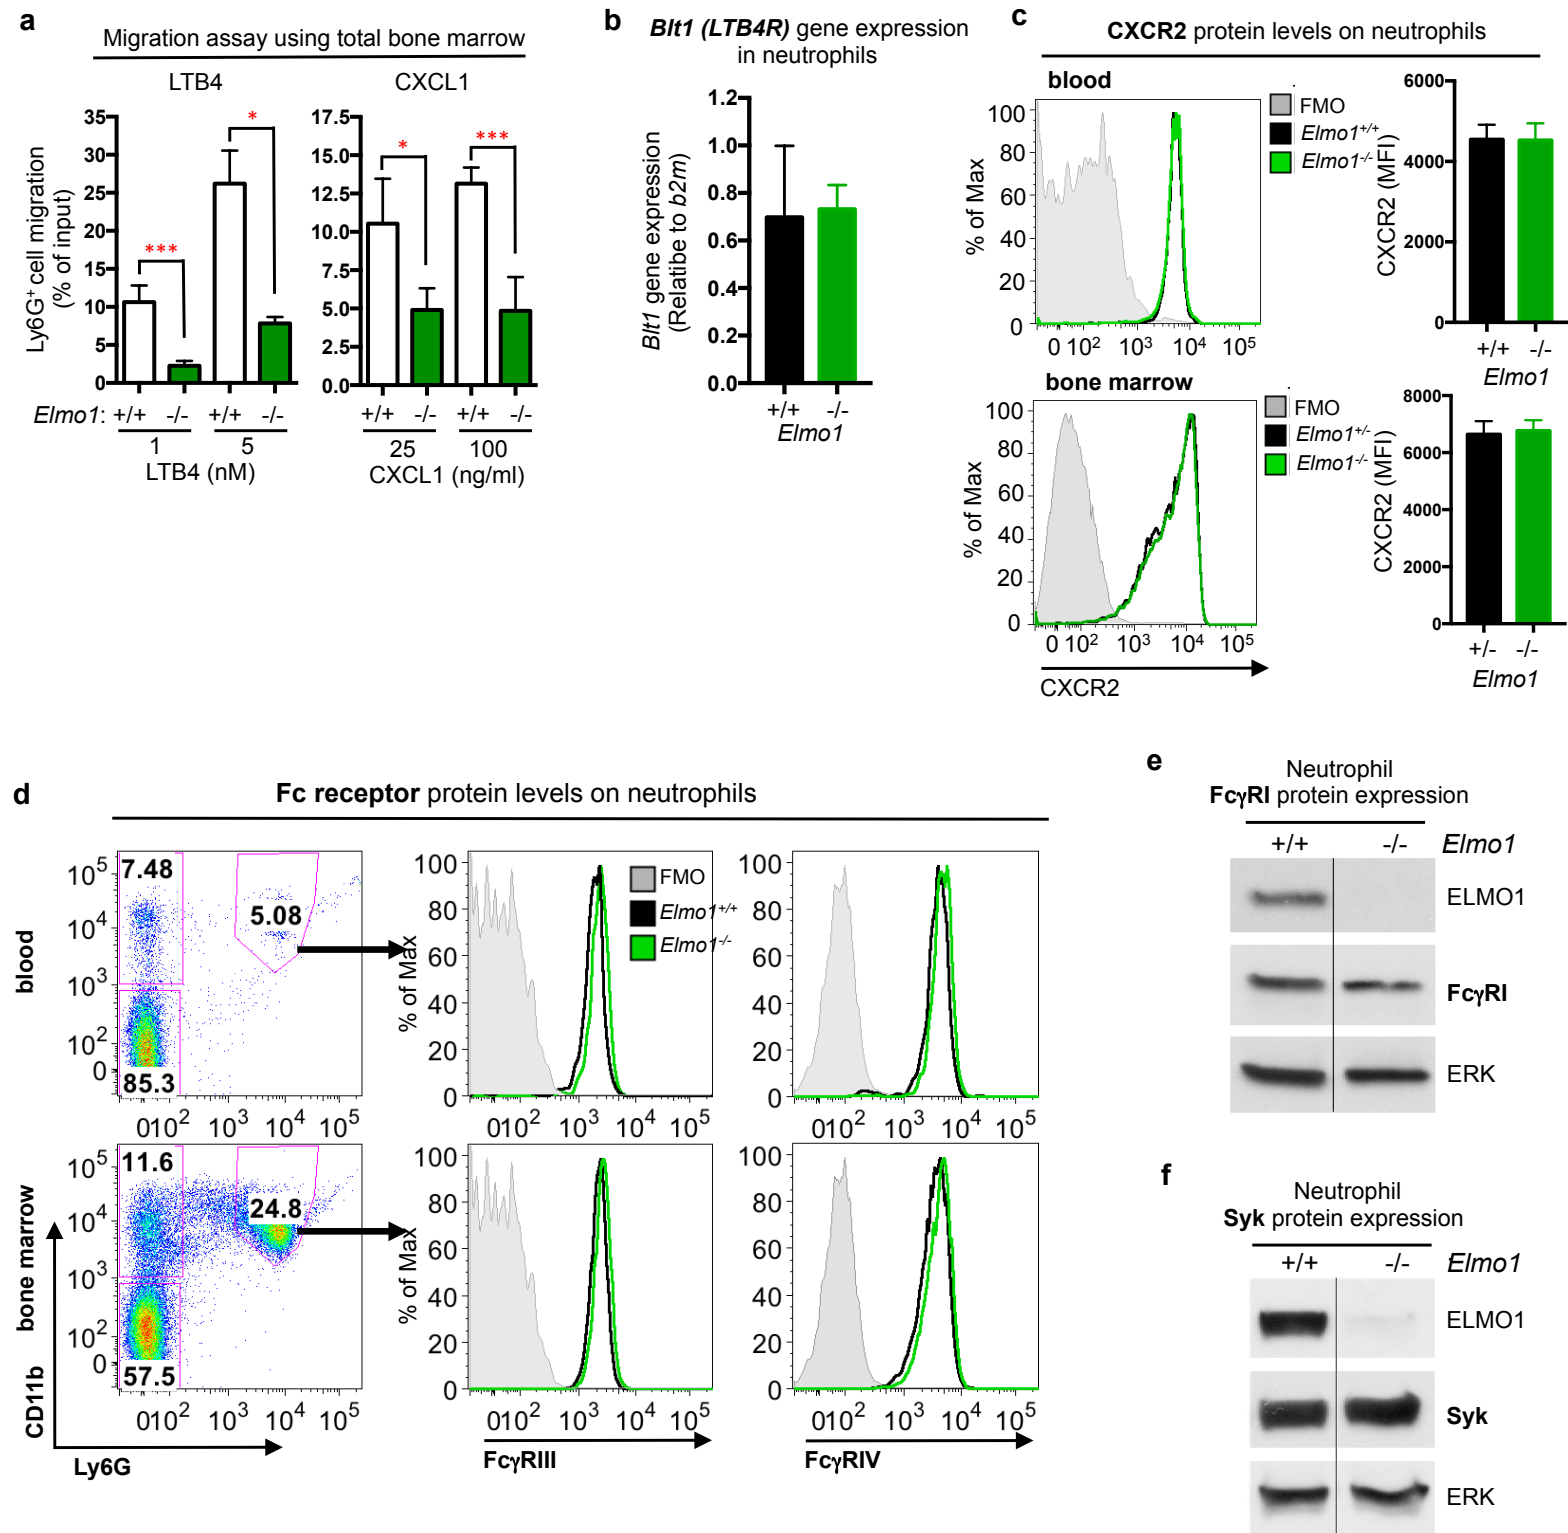 a
Migration assay using total bone marrow
LTB4
CXCL1
Ly6G+ cell migration
(% of input)
35
30
25
20
15
10
5
0
17.5
15.0
12.5
10.0
7.5
5.0
2.5
0.0
***
*
*
***
Elmo1: +/+ -/- +/+ -/-
+/+ -/- +/+ -/-
1 5
25 100
LTB4 (nM)
CXCL1 (ng/ml)
b
Blt1 (LTB4R) gene expression
in neutrophils
Blt1 gene expression
(Relatibe to b2m)
1.2
1.0
0.8
0.6
0.4
0.2
0.0
+/+ -/-
Elmo1
c
CXCR2 protein levels on neutrophils
blood
% of Max
100
80
60
40
20
0
0 10² 10³ 10⁴ 10⁵
FMO
Elmo1+/+
Elmo1-/-
CXCR2 (MFI)
6000
4000
2000
0
+/+ -/-
Elmo1
bone marrow
% of Max
100
80
60
40
20
0
0 10² 10³ 10⁴ 10⁵
CXCR2
FMO
Elmo1+/-
Elmo1-/-
CXCR2 (MFI)
8000
6000
4000
2000
0
+/- -/-
Elmo1
d
Fc receptor protein levels on neutrophils
blood
10⁵
10⁴
10³
10²
0
7.48
5.08
85.3
010² 10³ 10⁴ 10⁵
% of Max
100
80
60
40
20
0
FMO
Elmo1+/+
Elmo1-/-
010² 10³ 10⁴ 10⁵
100
80
60
40
20
0
010² 10³ 10⁴ 10⁵
bone marrow
10⁵
10⁴
10³
10²
0
11.6
24.8
57.5
010² 10³ 10⁴ 10⁵
CD11b
Ly6G
% of Max
100
80
60
40
20
0
010² 10³ 10⁴ 10⁵
FcγRIII
100
80
60
40
20
0
010² 10³ 10⁴ 10⁵
FcγRIV
e
Neutrophil
FcγRI protein expression
+/+ -/- Elmo1
ELMO1
FcγRI
ERK
f
Neutrophil
Syk protein expression
+/+ -/- Elmo1
ELMO1
Syk
ERK